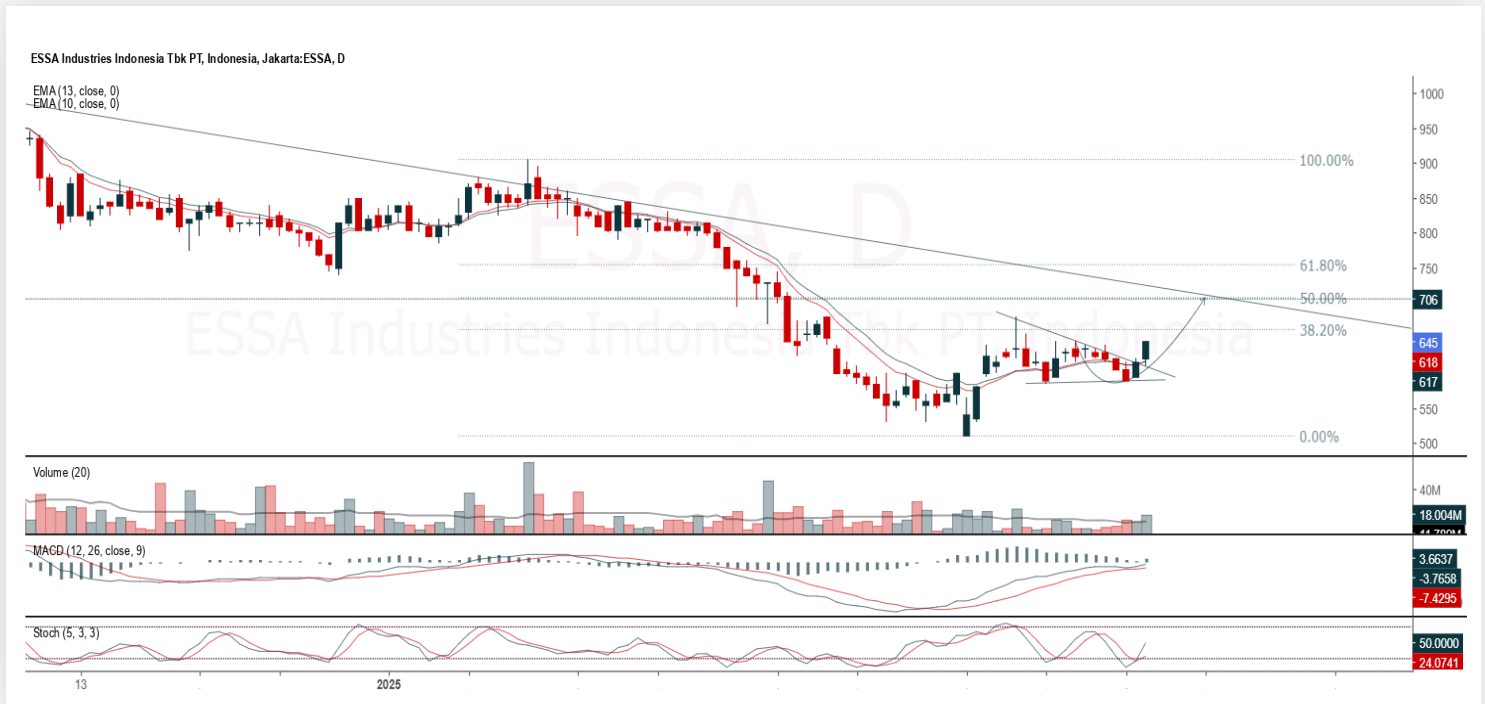 ESSA Industries Indonesia Tbk PT, Indonesia, Jakarta:ESSA, D
EMA (13, close, 0)
EMA (10, close, 0)
ESSA, D
ESSA Industries Indonesia Tbk PT, Indonesia
100.00%
61.80%
50.00%
38.20%
0.00%
1000
950
900
850
800
750
706
645
618
617
550
500
Volume (20)
40M
18.004M
MACD (12, 26, close, 9)
3.6637
-3.7658
-7.4295
Stoch (5, 3, 3)
50.0000
24.0741
13
2025